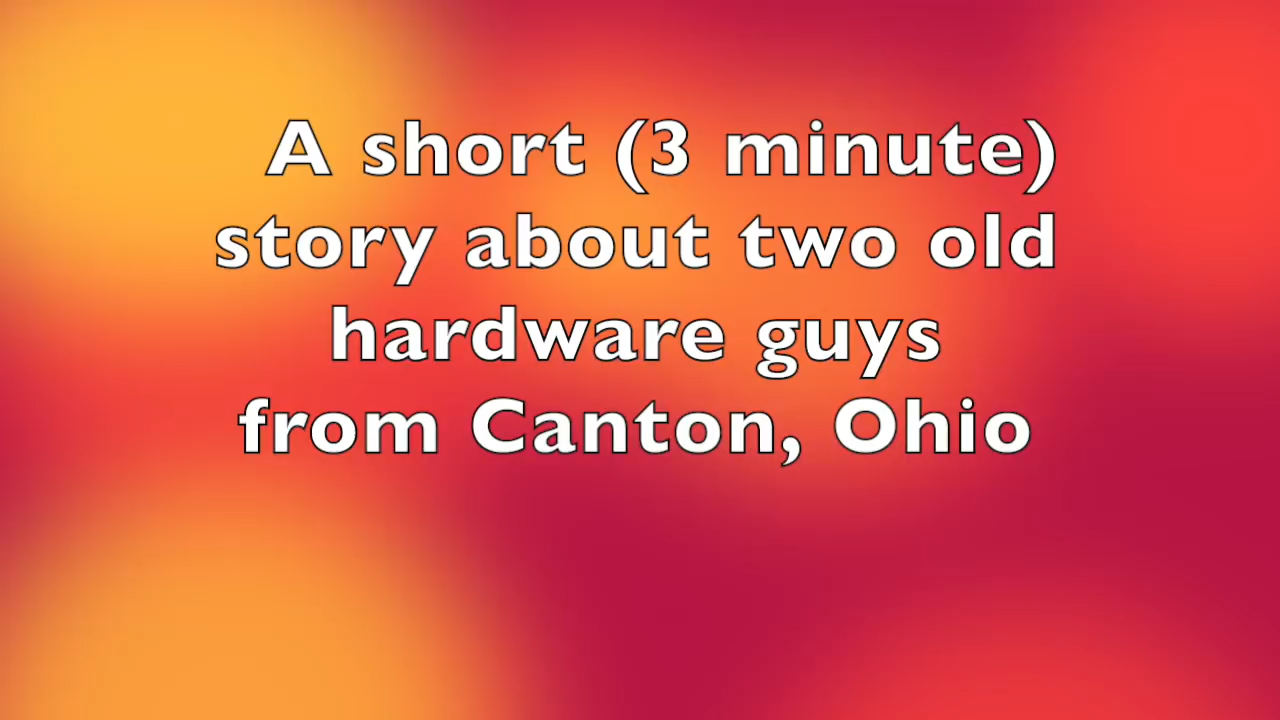 A short (3 minute)
story about two old
hardware guys
from Canton, Ohio